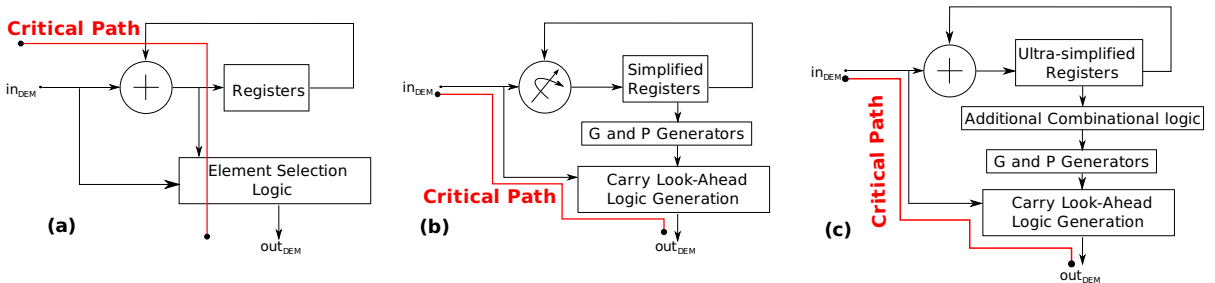 Critical Path
in_DEM
+
Registers
Element Selection
Logic
(a)
out_DEM
in_DEM
Simplified
Registers
G and P Generators
Carry Look-Ahead
Logic Generation
Critical Path
(b)
out_DEM
in_DEM
+
Ultra-simplified
Registers
Additional Combinational logic
G and P Generators
Carry Look-Ahead
Logic Generation
Critical Path
(c)
out_DEM